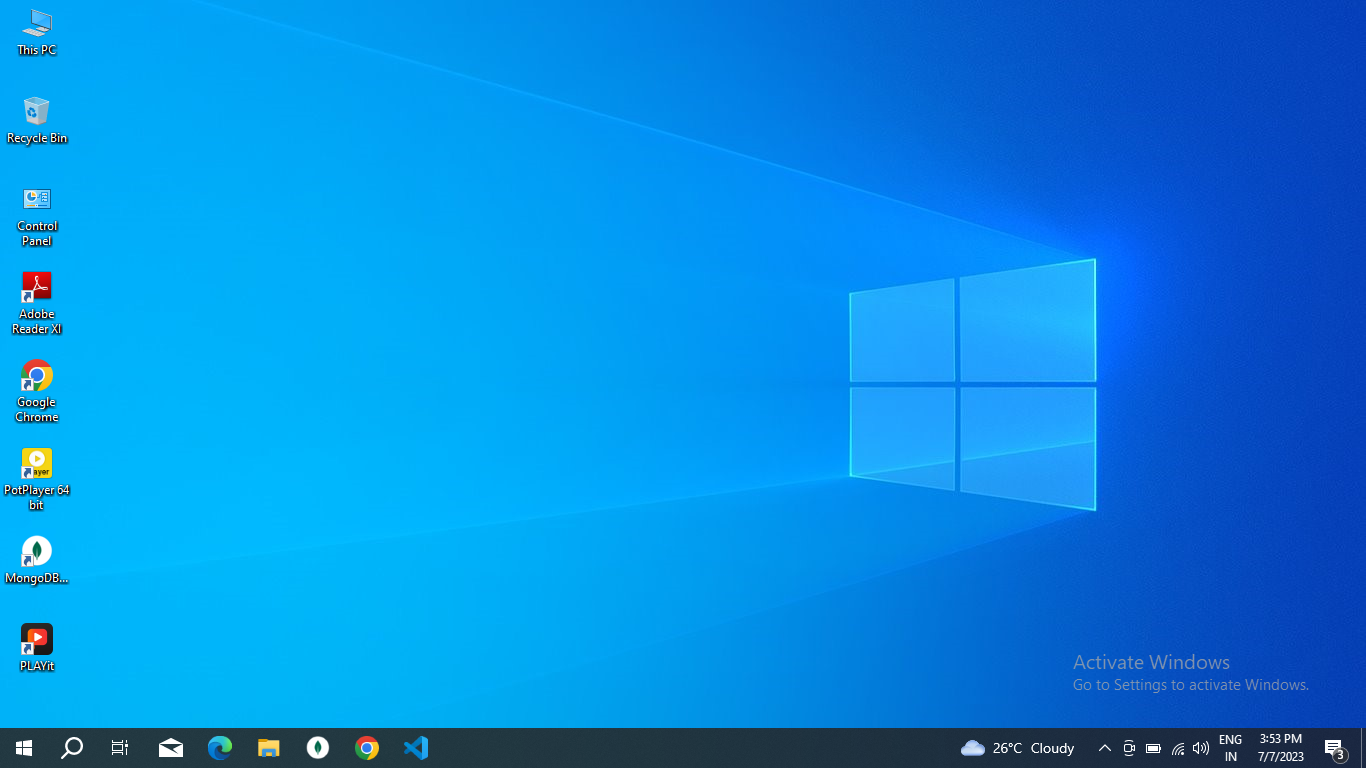 This PC
Recycle Bin
Control
Panel
Adobe
Reader XI
Google
Chrome
PotPlayer 64
bit
MongoDB...
PLAYit
Activate Windows
Go to Settings to activate Windows.
26°C Cloudy
ENG
IN
3:53 PM
7/7/2023
3